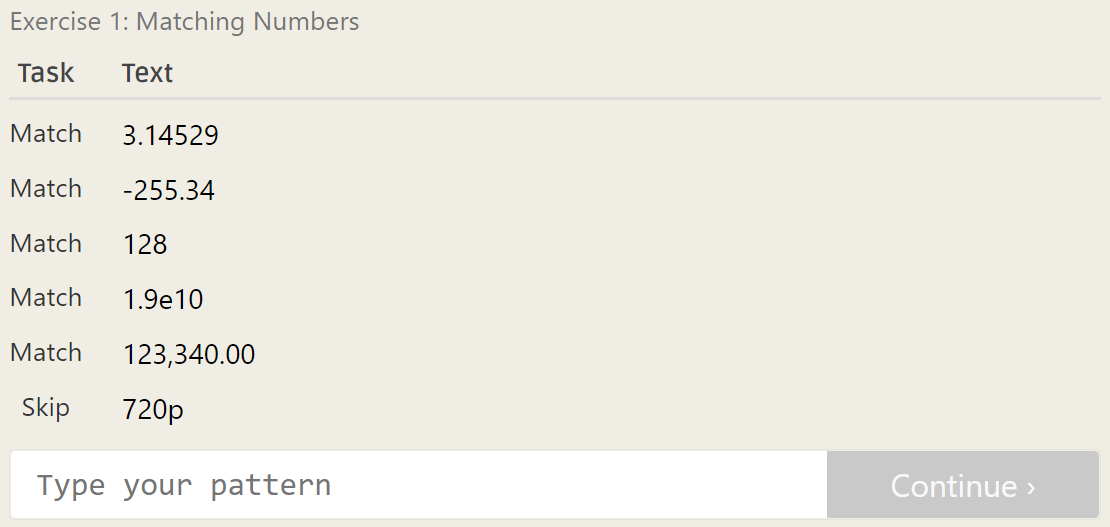 Exercise 1: Matching Numbers
Task Text
Match 3.14529
Match -255.34
Match 128
Match 1.9e10
Match 123,340.00
Skip 720p
Type your pattern Continue ›